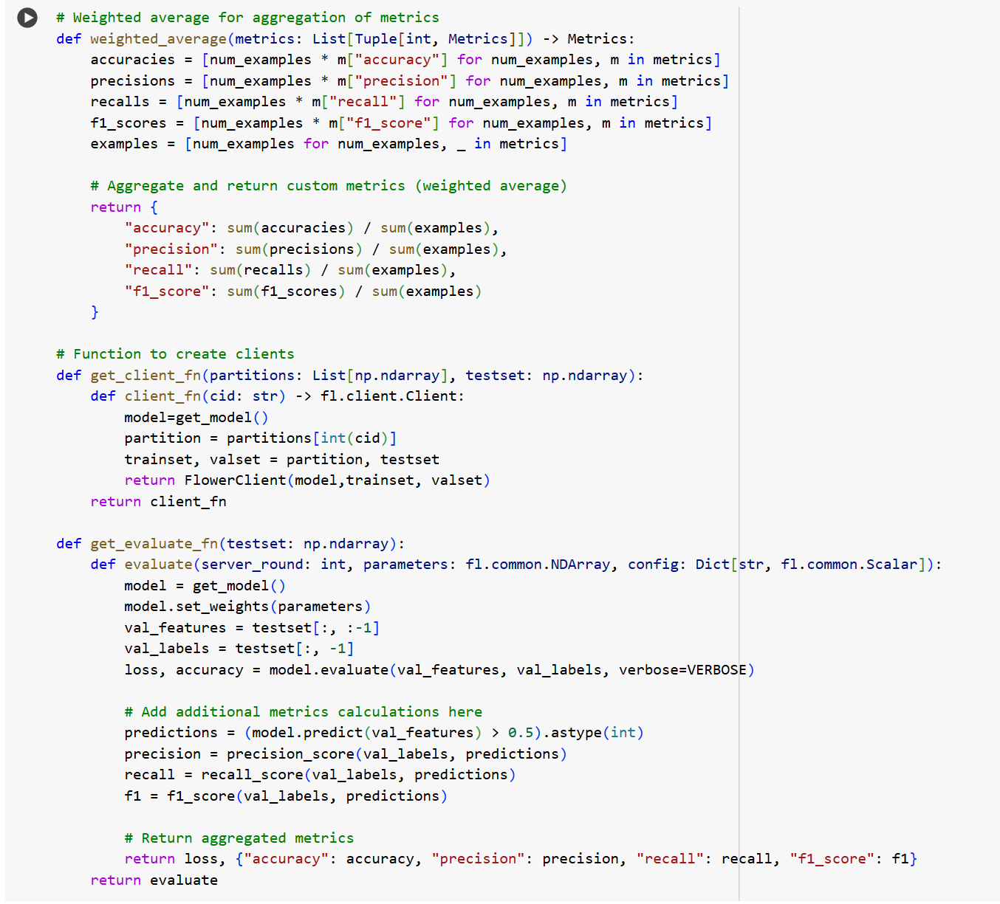 # Weighted average for aggregation of metrics
def weighted_average(metrics: List[Tuple[int, Metrics]]) -> Metrics:
    accuracies = [num_examples * m["accuracy"] for num_examples, m in metrics]
    precisions = [num_examples * m["precision"] for num_examples, m in metrics]
    recalls = [num_examples * m["recall"] for num_examples, m in metrics]
    f1_scores = [num_examples * m["f1_score"] for num_examples, m in metrics]
    examples = [num_examples for num_examples, _ in metrics]

    # Aggregate and return custom metrics (weighted average)
    return {
        "accuracy": sum(accuracies) / sum(examples),
        "precision": sum(precisions) / sum(examples),
        "recall": sum(recalls) / sum(examples),
        "f1_score": sum(f1_scores) / sum(examples)
    }

# Function to create clients
def get_client_fn(partitions: List[np.ndarray], testset: np.ndarray):
    def client_fn(cid: str) -> fl.client.Client:
        model=get_model()
        partition = partitions[int(cid)]
        trainset, valset = partition, testset
        return FlowerClient(model,trainset, valset)
    return client_fn

def get_evaluate_fn(testset: np.ndarray):
    def evaluate(server_round: int, parameters: fl.common.NDArray, config: Dict[str, fl.common.Scalar]):
        model = get_model()
        model.set_weights(parameters)
        val_features = testset[:, :-1]
        val_labels = testset[:, -1]
        loss, accuracy = model.evaluate(val_features, val_labels, verbose=VERBOSE)

        # Add additional metrics calculations here
        predictions = (model.predict(val_features) > 0.5).astype(int)
        precision = precision_score(val_labels, predictions)
        recall = recall_score(val_labels, predictions)
        f1 = f1_score(val_labels, predictions)

        # Return aggregated metrics
        return loss, {"accuracy": accuracy, "precision": precision, "recall": recall, "f1_score": f1}
    return evaluate